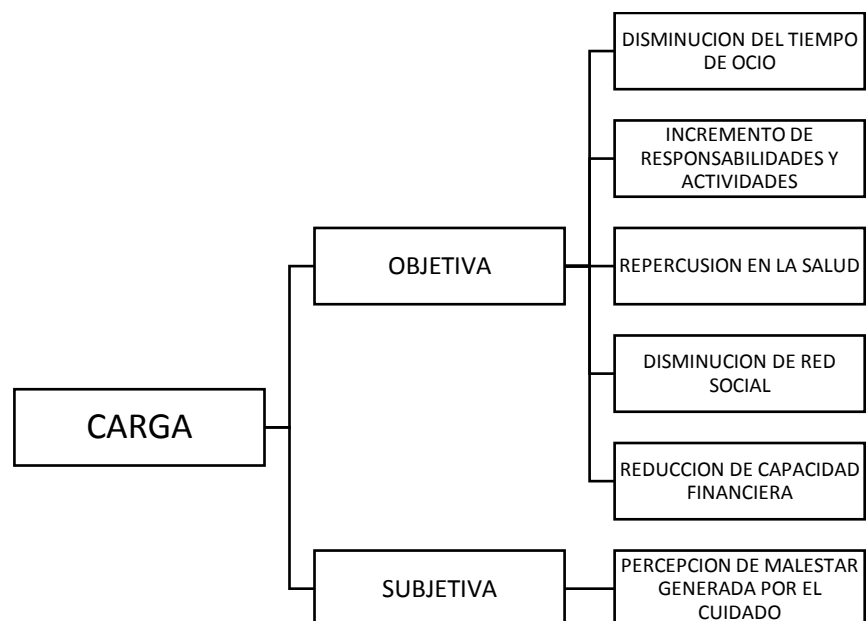 DISMINUCION DEL TIEMPO
DE OCIO
INCREMENTO DE
RESPONSABILIDADES Y
ACTIVIDADES
OBJETIVA
REPERCUSION EN LA SALUD
DISMINUCION DE RED
SOCIAL
CARGA
REDUCCION DE CAPACIDAD
FINANCIERA
SUBJETIVA
PERCEPCION DE MALESTAR
GENERADA POR EL
CUIDADO